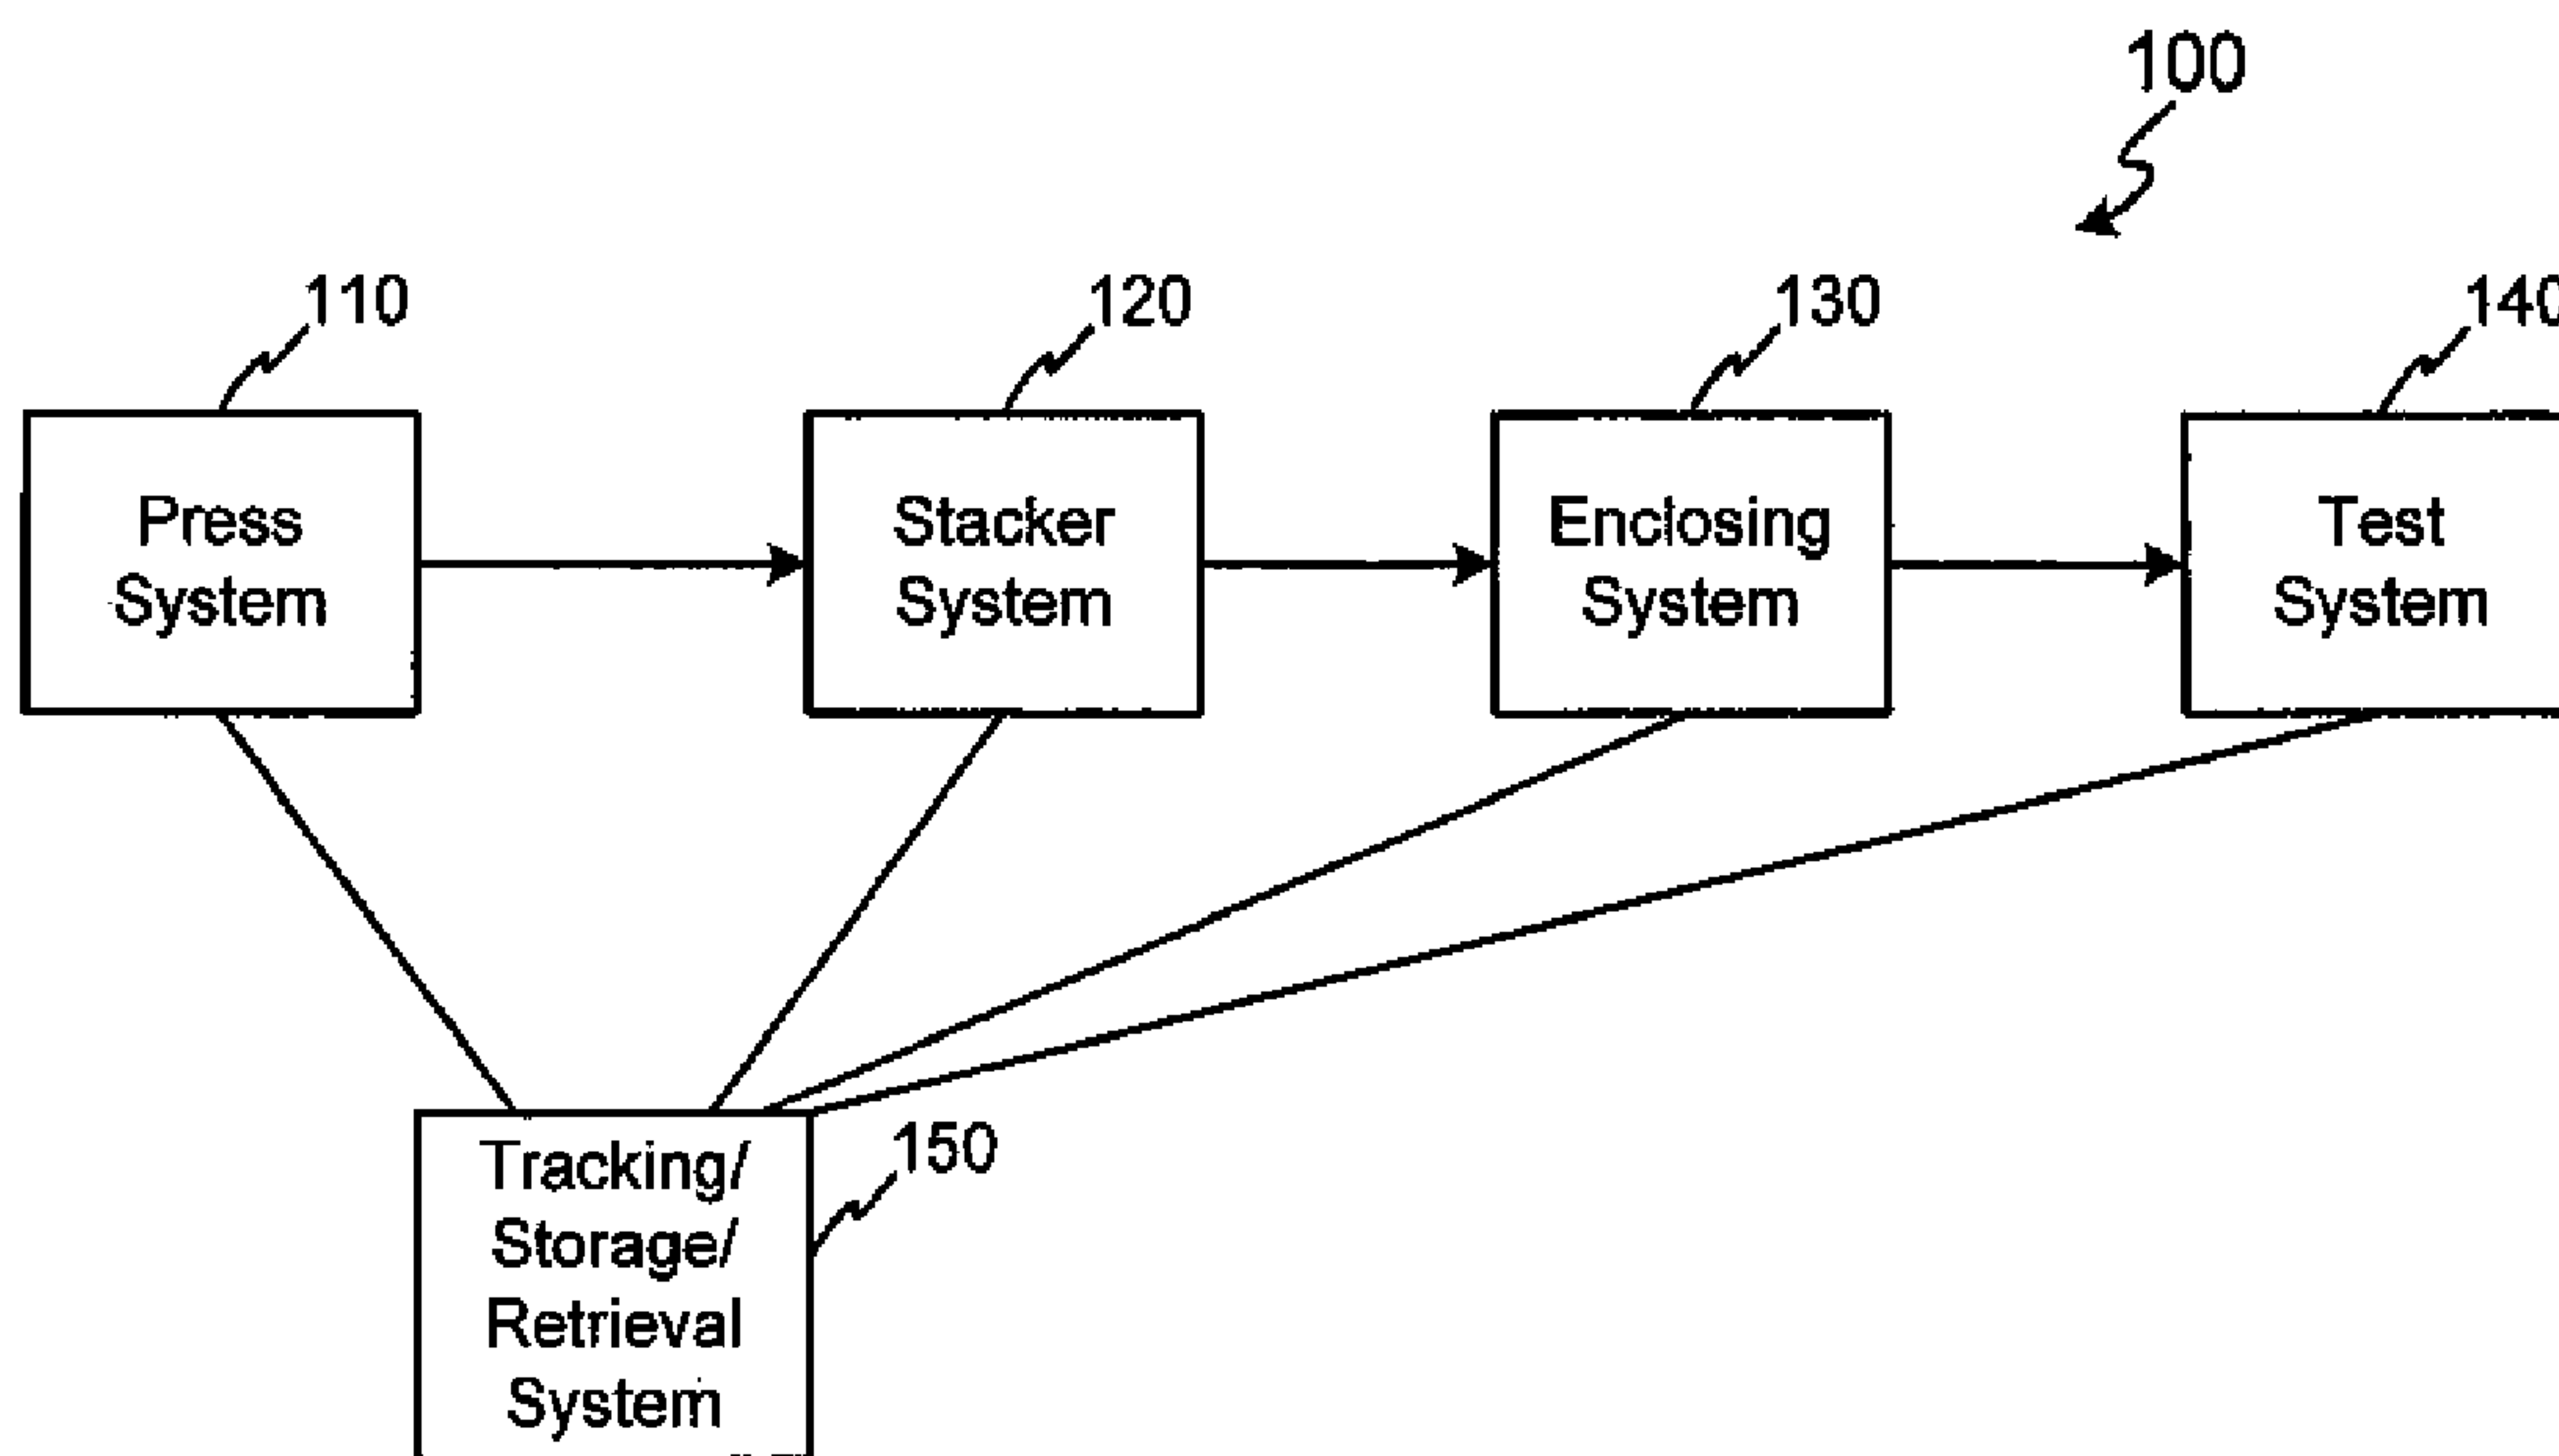 100
110
120
130
140
Press
System
Stacker
System
Enclosing
System
Test
System
150
Tracking/
Storage/
Retrieval
System